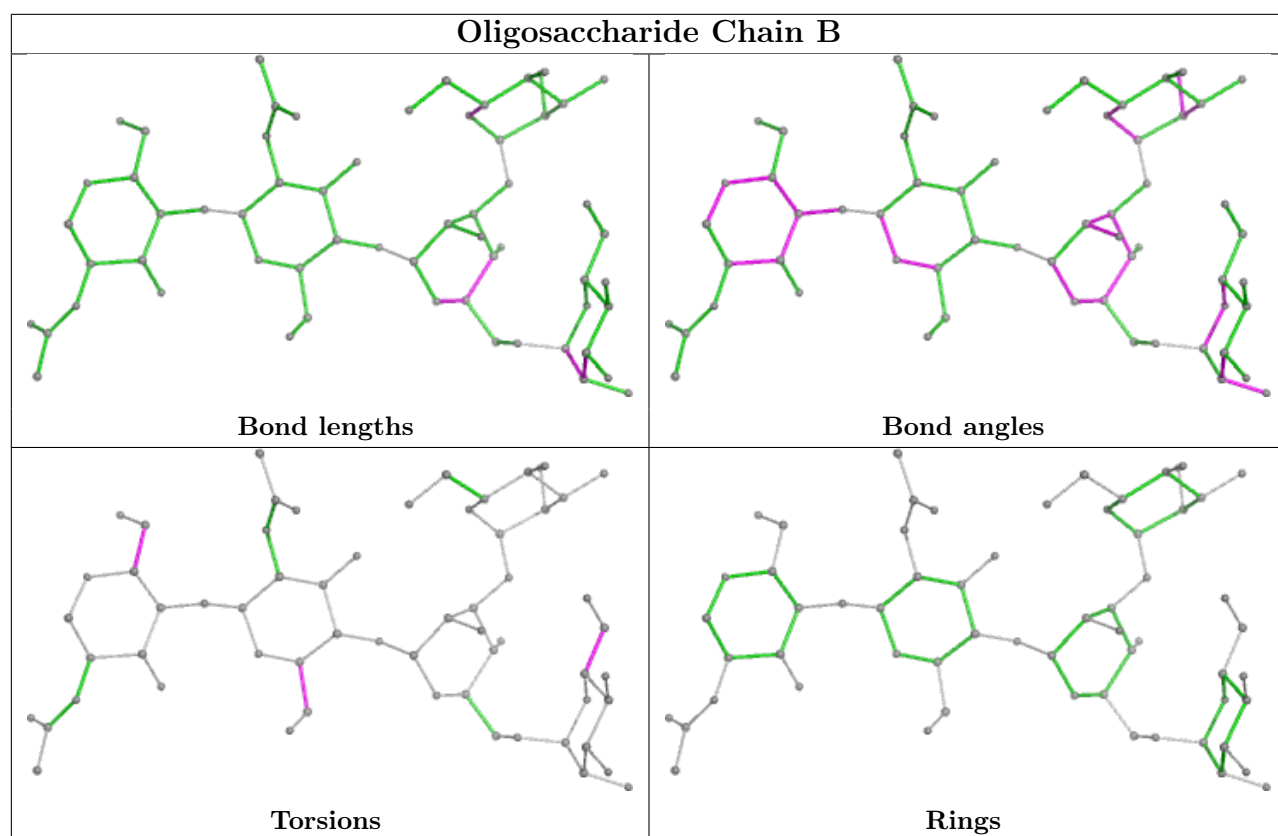 Oligosaccharide Chain B
Bond lengths
Bond angles
Torsions
Rings